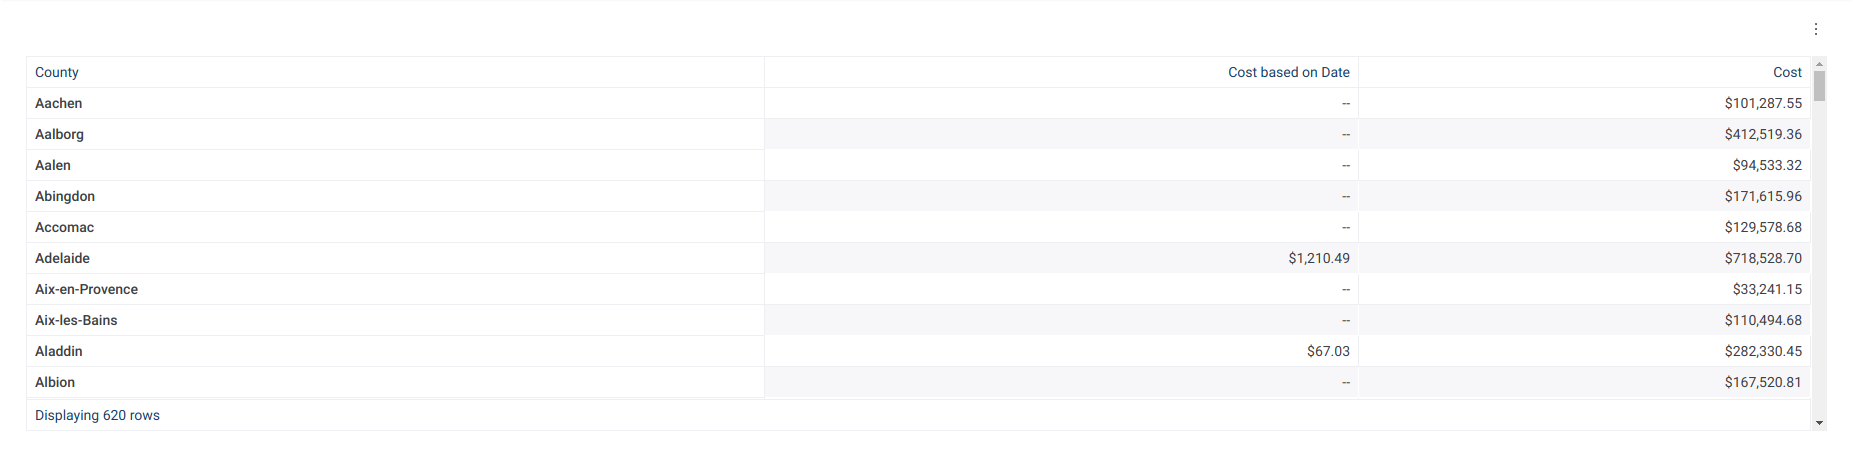 County Cost based on Date Cost
Aachen -- $101,287.55
Aalborg -- $412,519.36
Aalen -- $94,533.32
Abingdon -- $171,615.96
Accomac -- $129,578.68
Adelaide $1,210.49 $718,528.70
Aix-en-Provence -- $33,241.15
Aix-les-Bains -- $110,494.68
Aladdin $67.03 $282,330.45
Albion -- $167,520.81
Displaying 620 rows